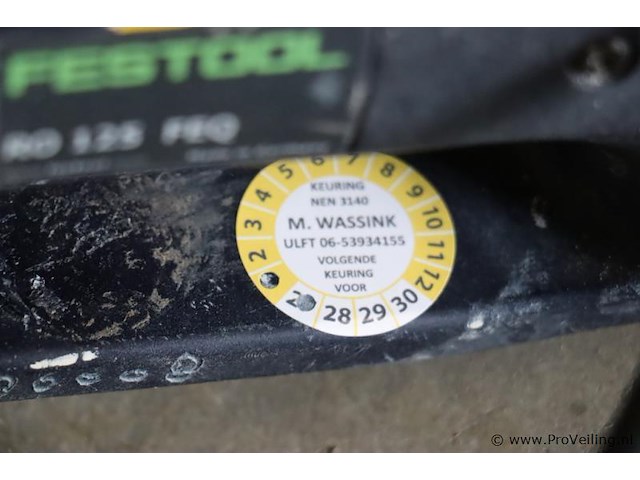 FESTOOL
RO 125 FEQ
2 3 4 5 6 7 8 9 10 11 12
KEURING
NEN 3140
M. WASSINK
ULFT 06-53934155
VOLGENDE
KEURING
VOOR
28 29 30
© www.ProVeiling.nl